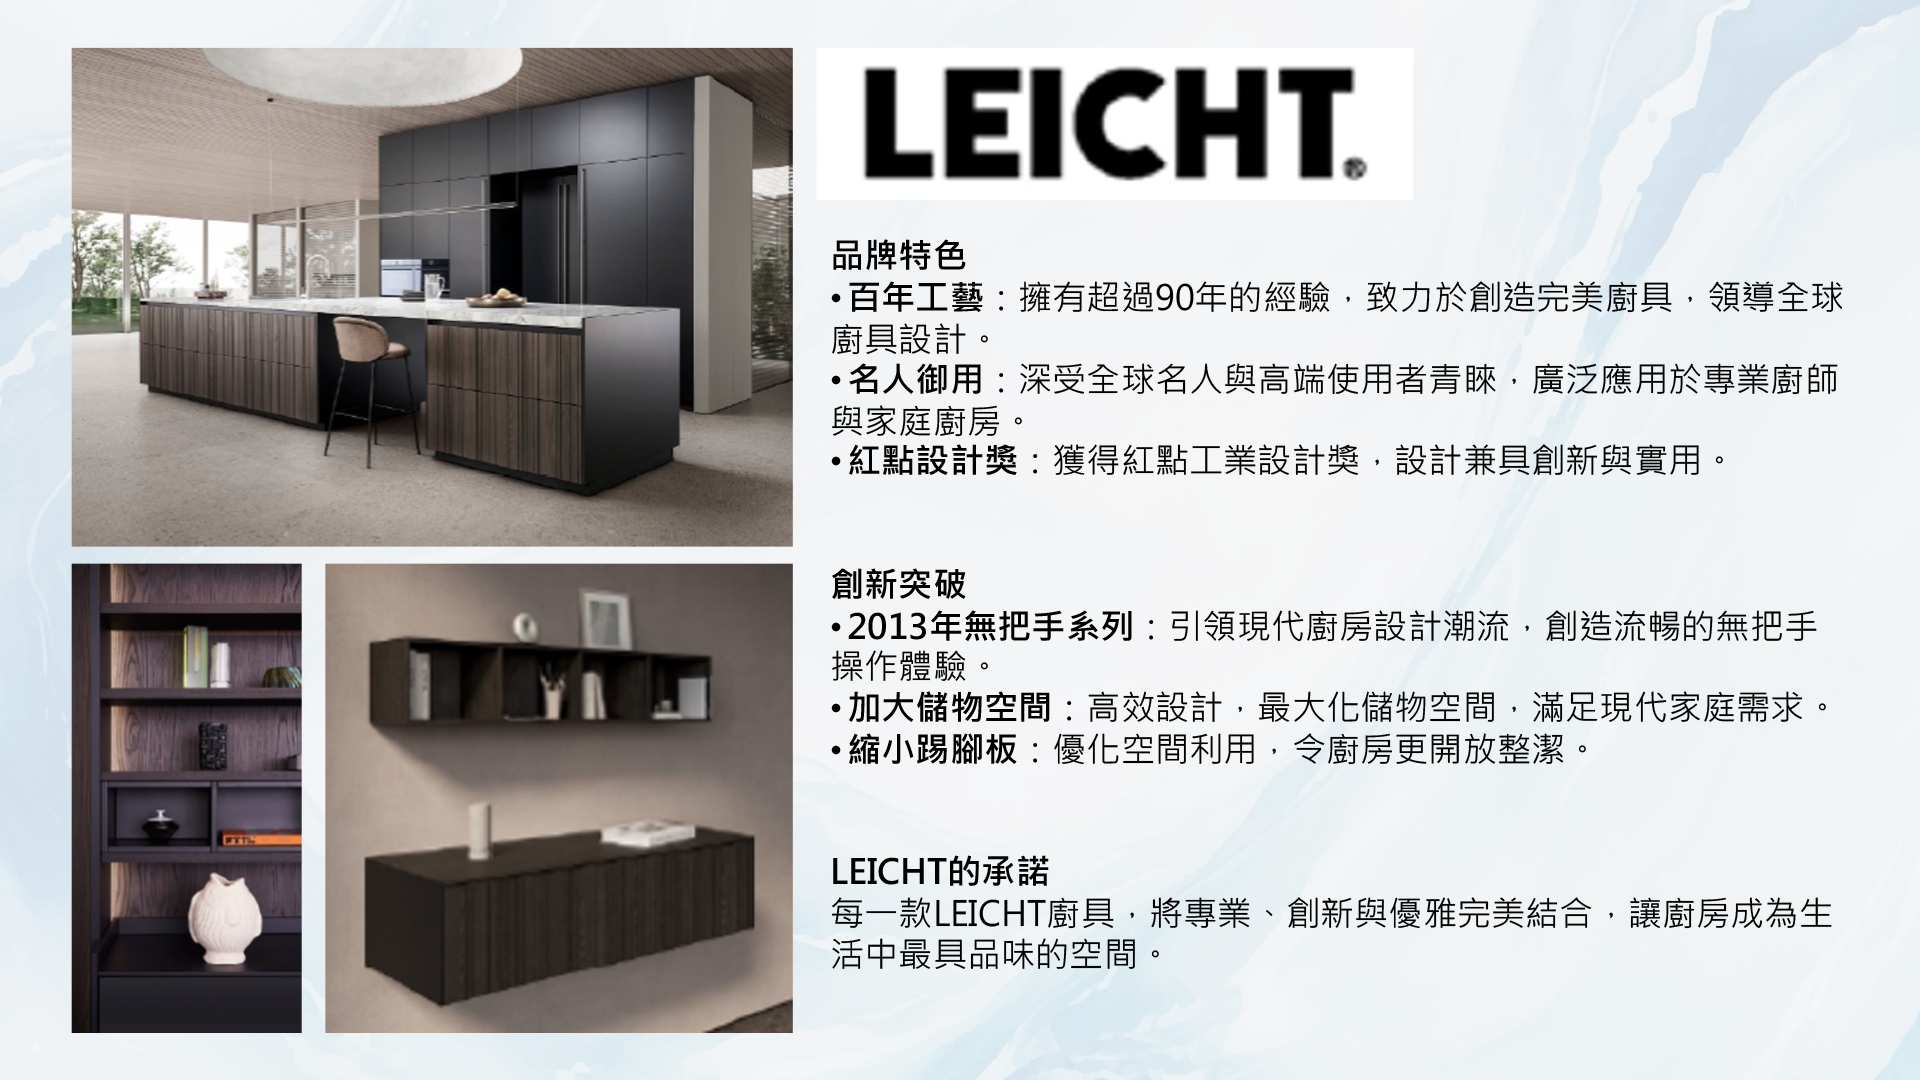 LEICHT®
品牌特色
•百年工藝：擁有超過90年的經驗，致力於創造完美廚具，領導全球
廚具設計。
•名人御用：深受全球名人與高端使用者青睞，廣泛應用於專業廚師
與家庭廚房。
•紅點設計獎：獲得紅點工業設計獎，設計兼具創新與實用。
創新突破
•2013年無把手系列：引領現代廚房設計潮流，創造流暢的無把手
操作體驗。
•加大儲物空間：高效設計，最大化儲物空間，滿足現代家庭需求。
•縮小踢腳板：優化空間利用，令廚房更開放整潔。
LEICHT的承諾
每一款LEICHT廚具，將專業、創新與優雅完美結合，讓廚房成為生
活中最具品味的空間。